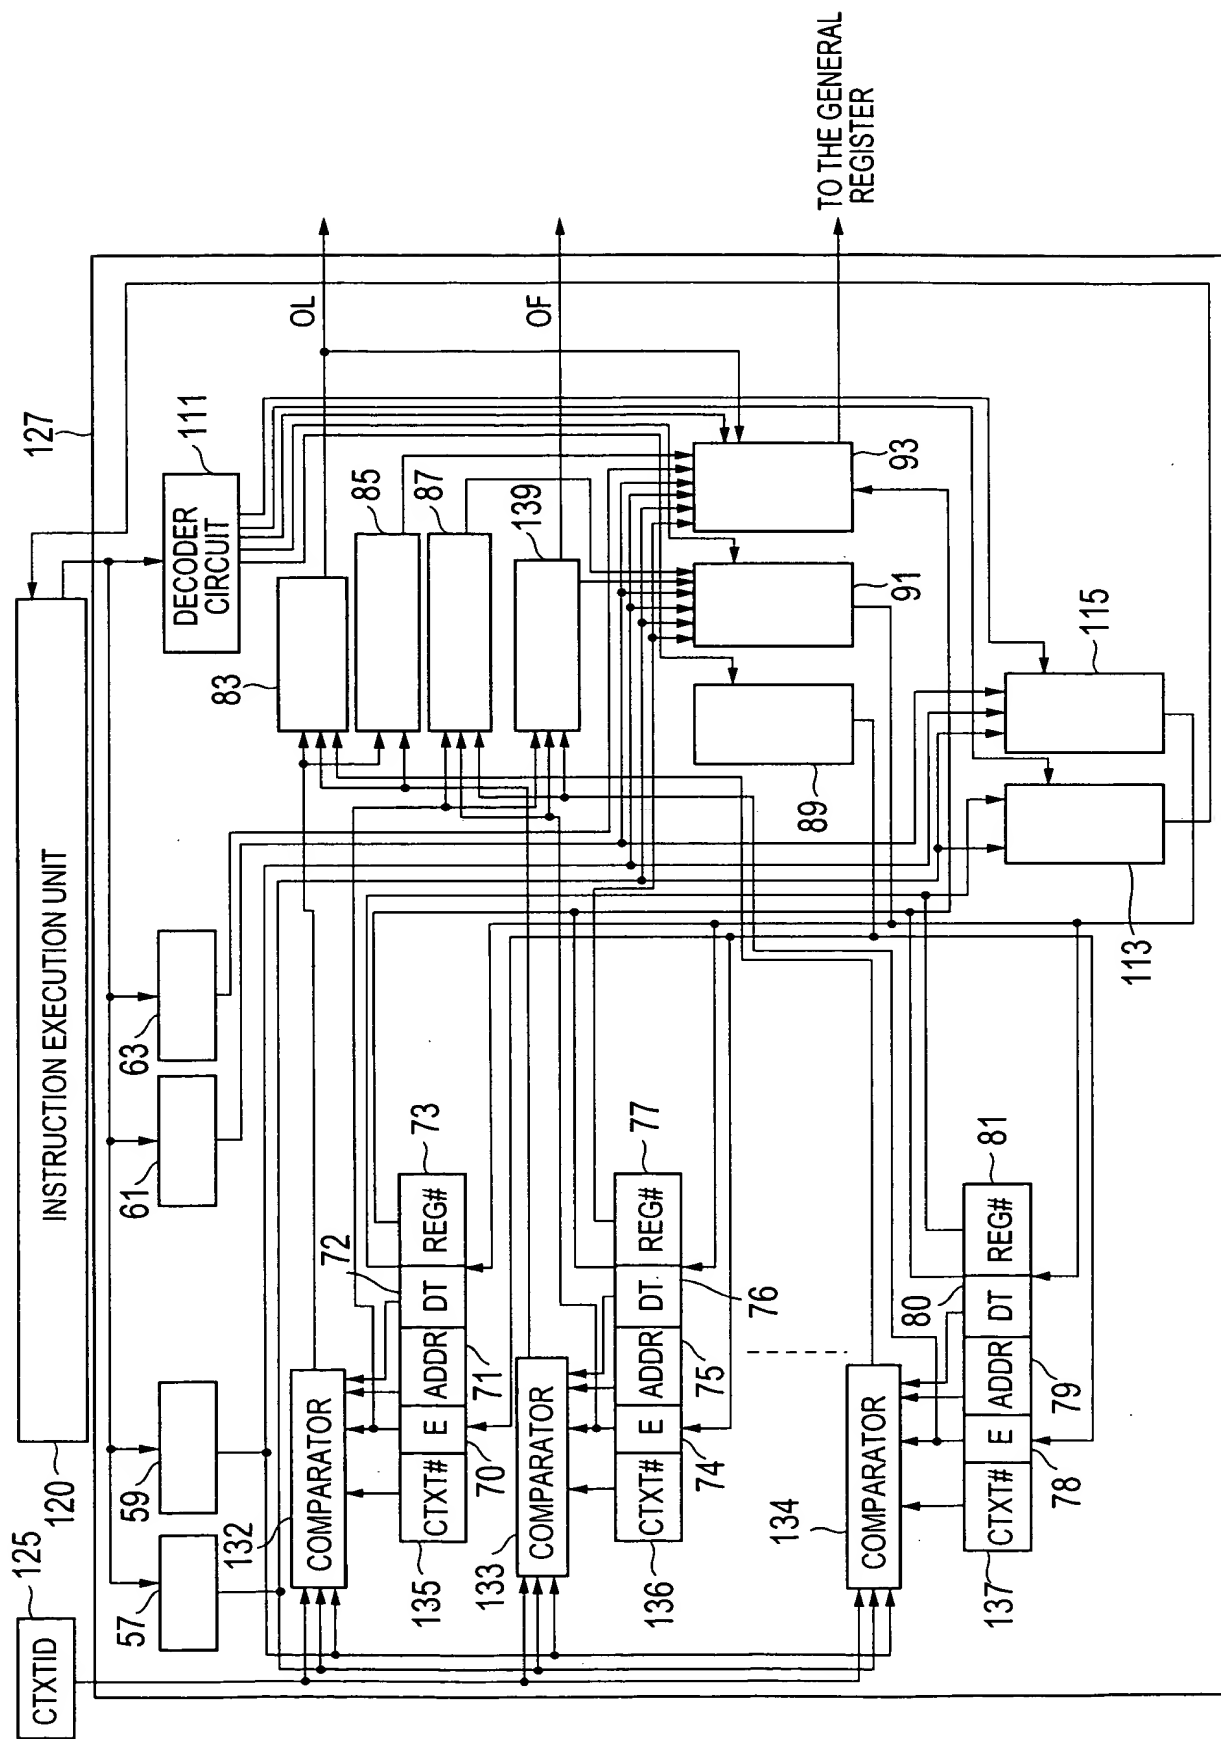 CTXTID
125
120
INSTRUCTION EXECUTION UNIT
127
57
59
61
63
DECODER
CIRCUIT
111
132
COMPARATOR
135
CTXT#
E
ADDR
DT
REG#
70
71
72
73
133
COMPARATOR
136
CTXT#
E
ADDR
DT
REG#
74
75
76
77
134
COMPARATOR
137
CTXT#
E
ADDR
DT
REG#
78
79
80
81
83
85
87
139
89
91
93
113
115
OL
OF
TO THE GENERAL
REGISTER